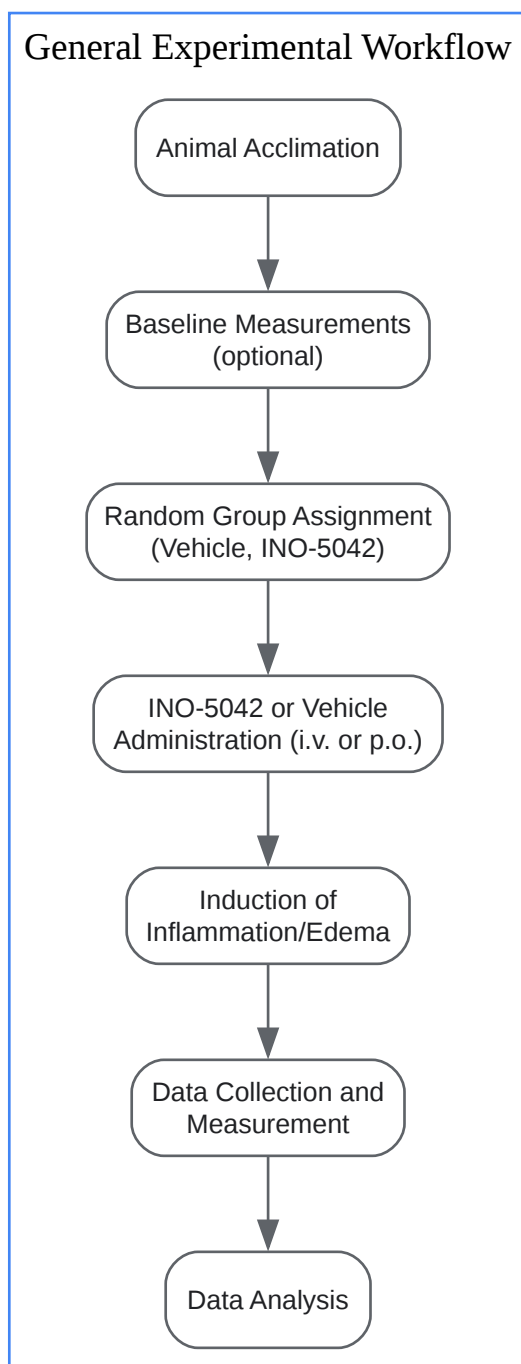 General Experimental Workflow
Animal Acclimation
Baseline Measurements
(optional)
Random Group Assignment
(Vehicle, INO-5042)
INO-5042 or Vehicle
Administration (i.v. or p.o.)
Induction of
Inflammation/Edema
Data Collection and
Measurement
Data Analysis